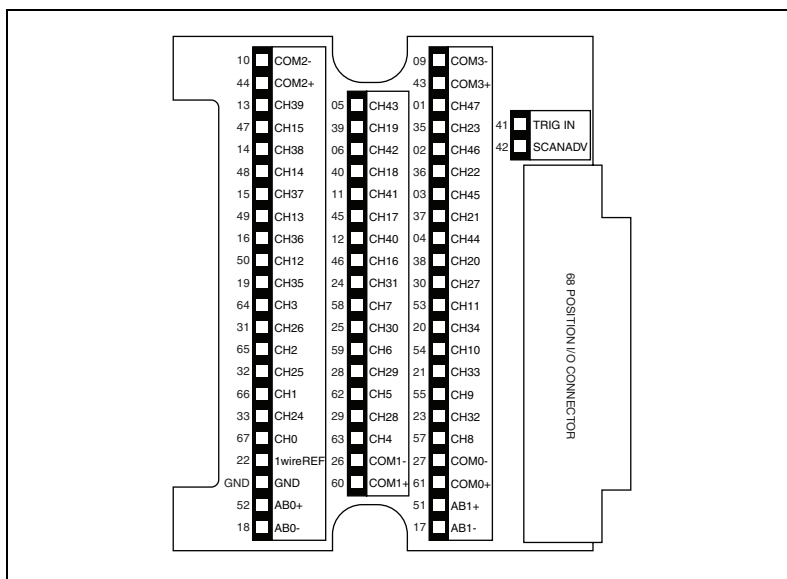 10 COM2-
44 COM2+
13 CH39
47 CH15
14 CH38
48 CH14
15 CH37
49 CH13
16 CH36
50 CH12
19 CH35
64 CH3
31 CH26
65 CH2
32 CH25
66 CH1
33 CH24
67 CH0
22 1wireREF
GND GND
52 AB0+
18 AB0-
05 CH43
39 CH19
06 CH42
40 CH18
11 CH41
45 CH17
12 CH40
46 CH16
24 CH31
58 CH7
25 CH30
59 CH6
28 CH29
62 CH5
29 CH28
63 CH4
26 COM1-
60 COM1+
09 COM3-
43 COM3+
01 CH47
35 CH23
02 CH46
36 CH22
03 CH45
37 CH21
04 CH44
38 CH20
30 CH27
53 CH11
20 CH34
54 CH10
21 CH33
55 CH9
23 CH32
57 CH8
27 COM0-
61 COM0+
51 AB1+
17 AB1-
41 TRIG IN
42 SCANADV
68 POSITION I/O CONNECTOR